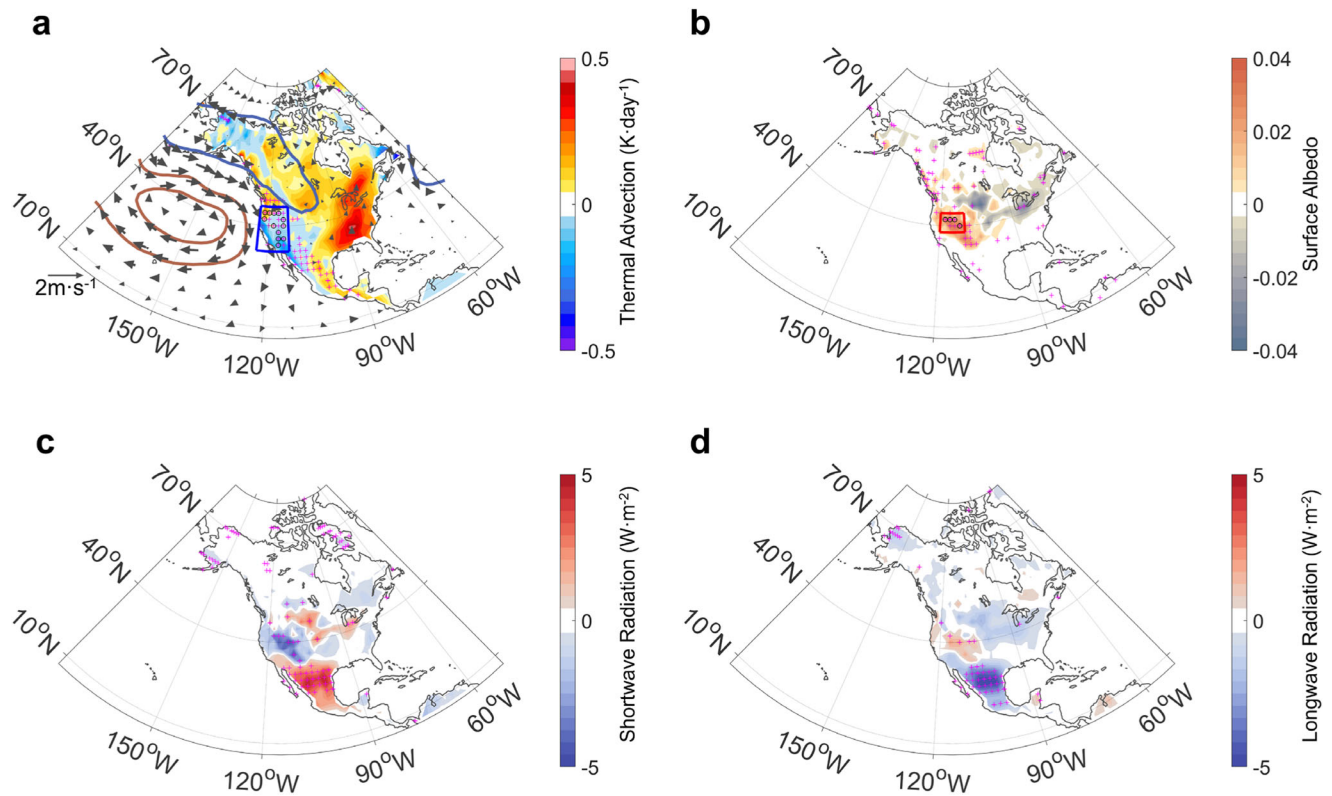 a
70°N
40°N
10°N
2m·s⁻¹
150°W
120°W
90°W
60°W
0.5
0
-0.5
Thermal Advection (K·day⁻¹)
b
70°N
40°N
10°N
150°W
120°W
90°W
60°W
0.04
0.02
0
-0.02
-0.04
Surface Albedo
c
70°N
40°N
10°N
150°W
120°W
90°W
60°W
5
0
-5
Shortwave Radiation (W·m⁻²)
d
70°N
40°N
10°N
150°W
120°W
90°W
60°W
5
0
-5
Longwave Radiation (W·m⁻²)